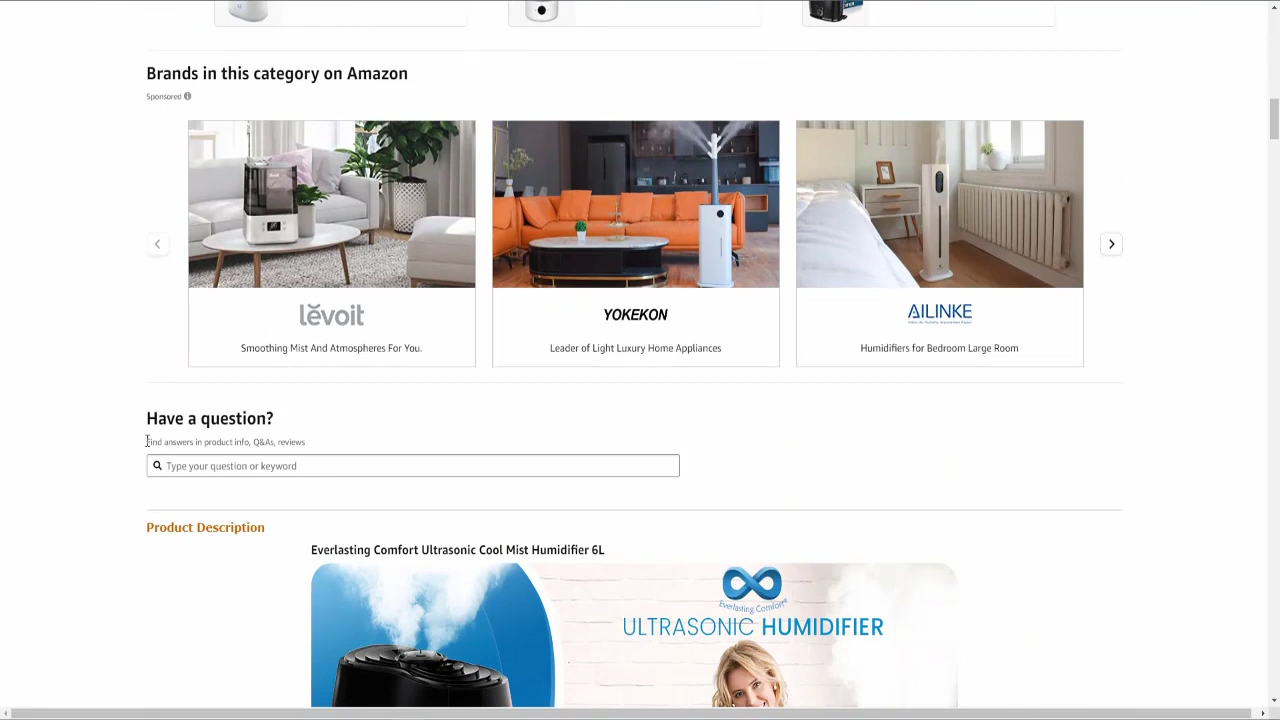 Brands in this category on Amazon
Sponsored
lĕvoit
Smoothing Mist And Atmospheres For You.
YOKEKON
Leader of Light Luxury Home Appliances
AILINKE
Humidifiers for Bedroom Large Room
Have a question?
Find answers in product info, Q&As, reviews
Type your question or keyword
Product Description
Everlasting Comfort Ultrasonic Cool Mist Humidifier 6L
Everlasting Comfort®
ULTRASONIC HUMIDIFIER